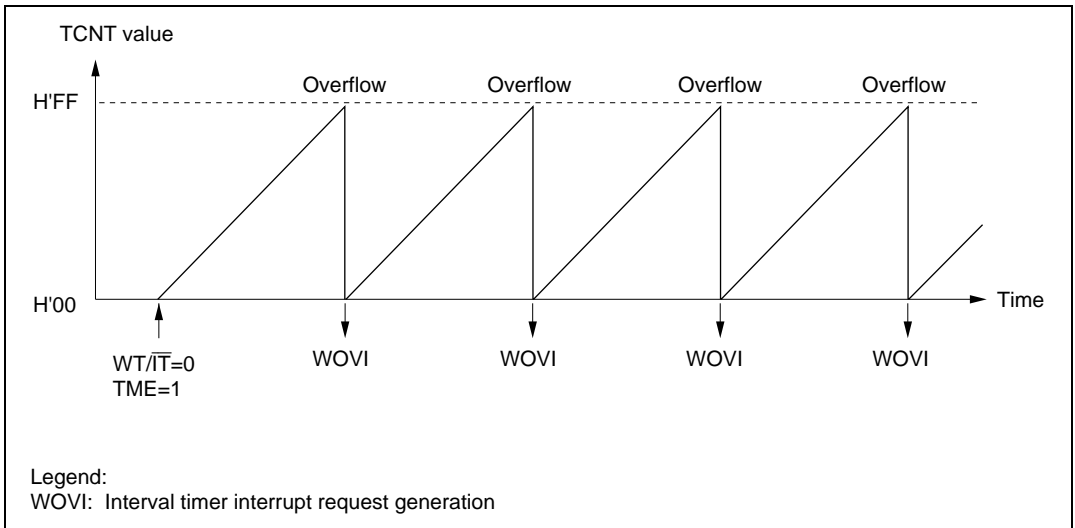 TCNT value
Overflow Overflow Overflow Overflow
H'FF
H'00
Time
WT/I̅T̅=0
TME=1
WOVI WOVI WOVI WOVI
Legend:
WOVI: Interval timer interrupt request generation